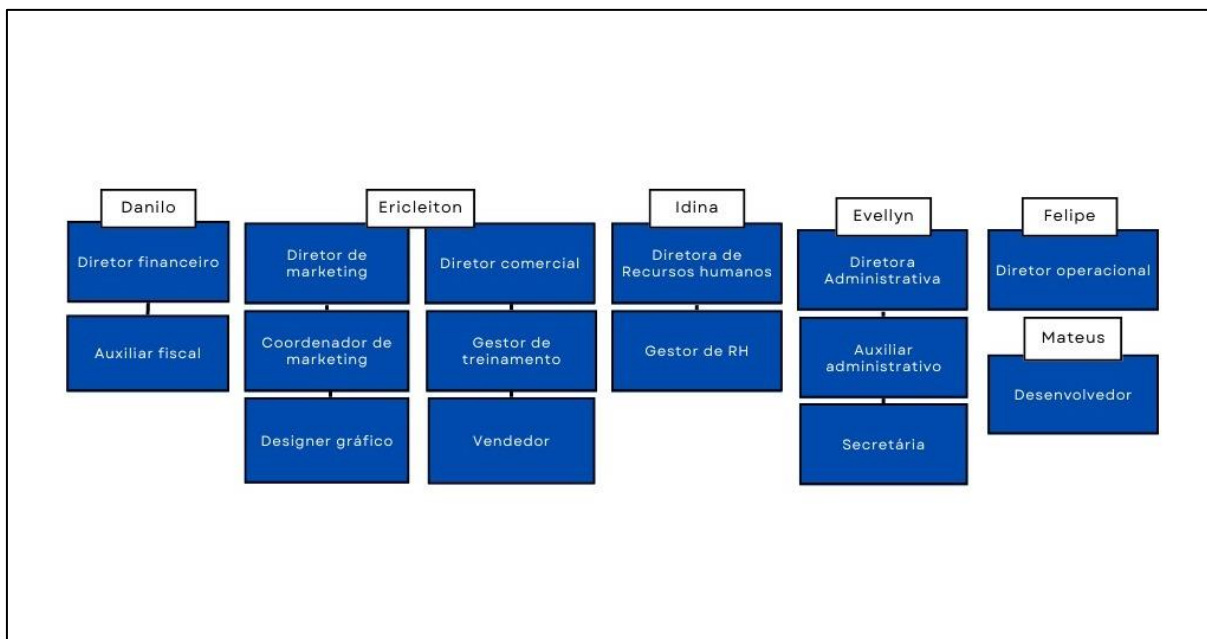 Danilo
Diretor financeiro
Auxiliar fiscal
Ericleiton
Diretor de
marketing
Coordenador de
marketing
Designer gráfico
Diretor comercial
Gestor de
treinamento
Vendedor
Idina
Diretora de
Recursos humanos
Gestor de RH
Evellyn
Diretora
Administrativa
Auxiliar
administrativo
Secretária
Felipe
Diretor operacional
Mateus
Desenvolvedor